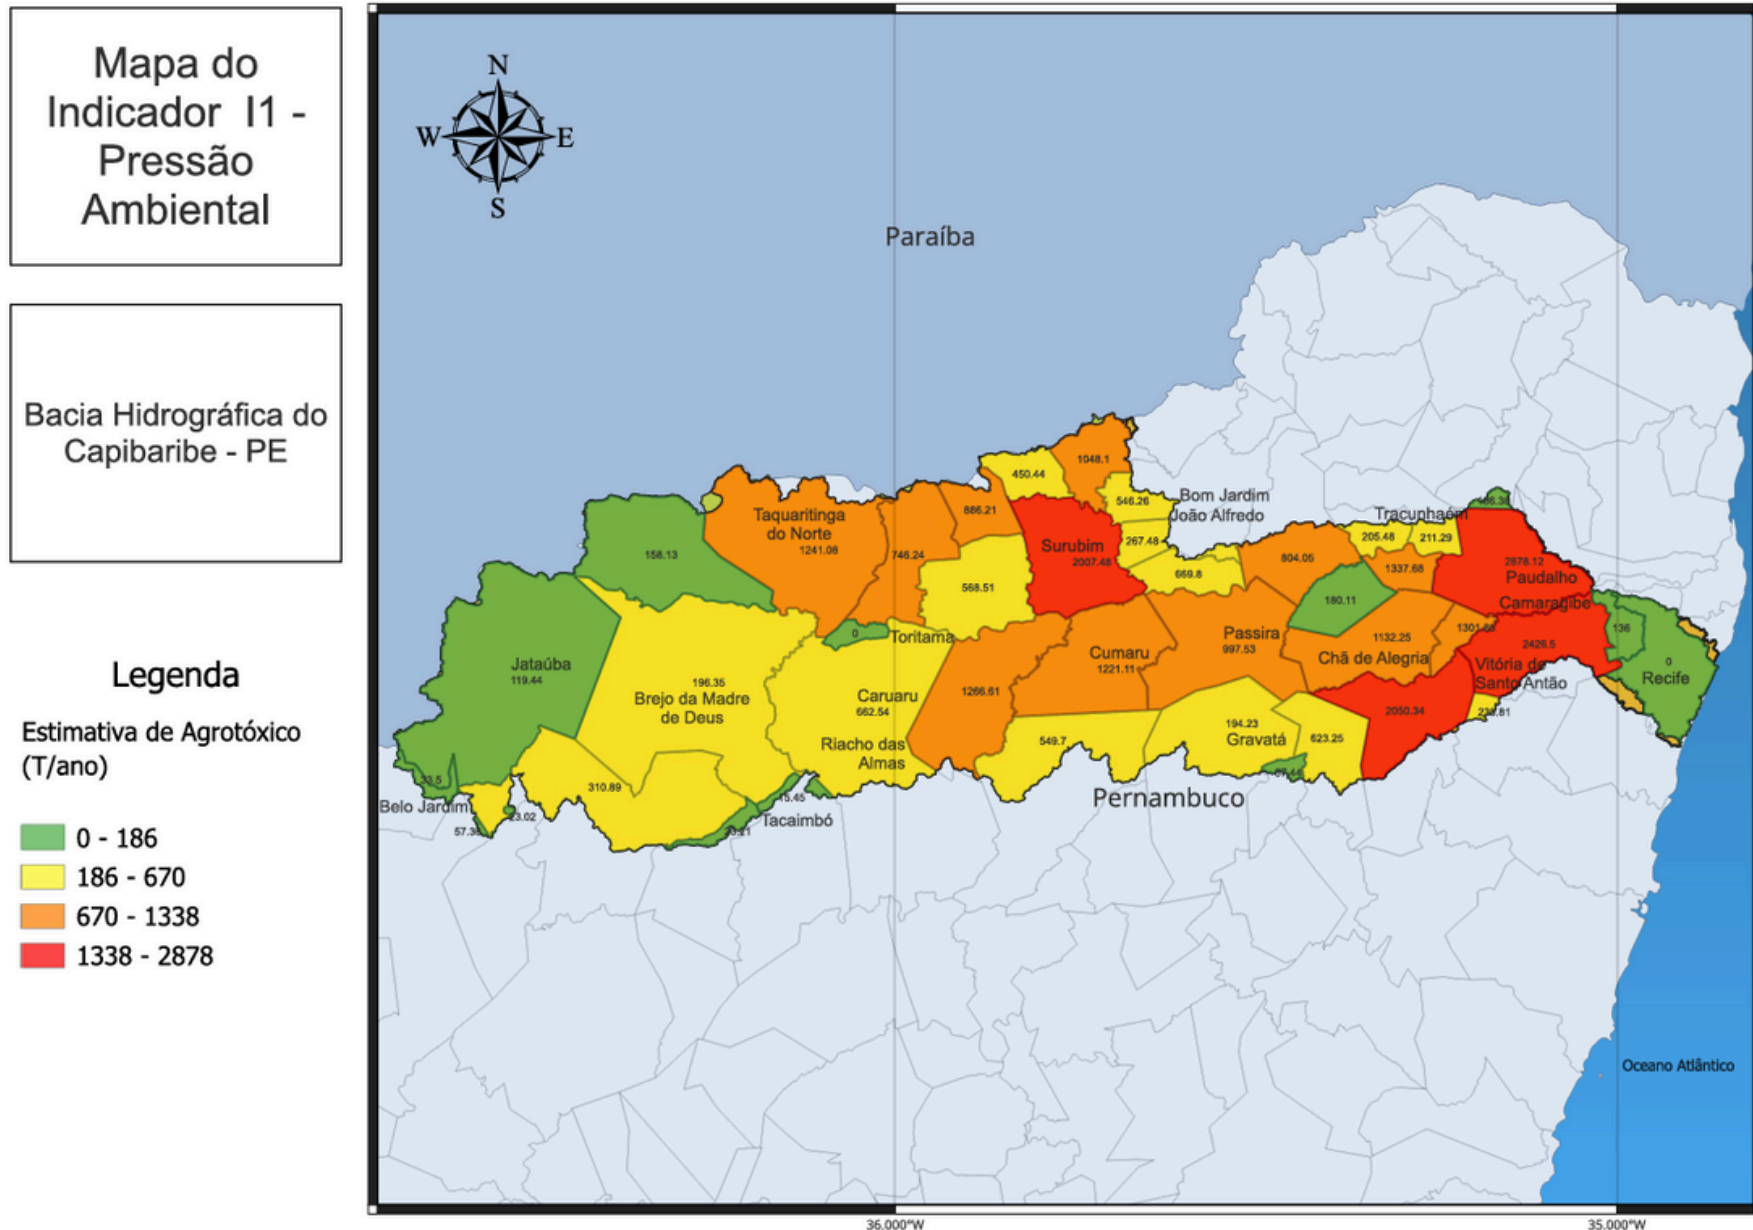 Mapa do
Indicador I1 -
Pressão
Ambiental
Bacia Hidrográfica do
Capibaribe - PE
Legenda
Estimativa de Agrotóxico
(T/ano)
0 - 186
186 - 670
670 - 1338
1338 - 2878
N
W
E
S
Paraíba
1048.1
450.44
546.26
Bom Jardim
João Alfredo
886.21
Taquaritinga
do Norte
1241.08
746.24
Surubim
2007.48
267.48
669.8
568.51
158.13
Tracunhaóm
205.48
211.29
804.05
1337.68
2878.12
Paudalho
Camaragibe
180.11
136
0
Recife
0
Toritama
Passira
997.53
1132.25
Chã de Alegria
2426.5
Vitória de
Santo Antão
Cumaru
1221.11
Jataúba
119.44
196.35
Brejo da Madre
de Deus
Caruaru
662.54
1266.61
2050.34
194.23
Gravatá
623.25
549.7
Riacho das
Almas
310.89
15.45
Pernambuco
Belo Jardim
23.02
Tacaimbó
Oceano Atlântico
36.000°W
35.000°W